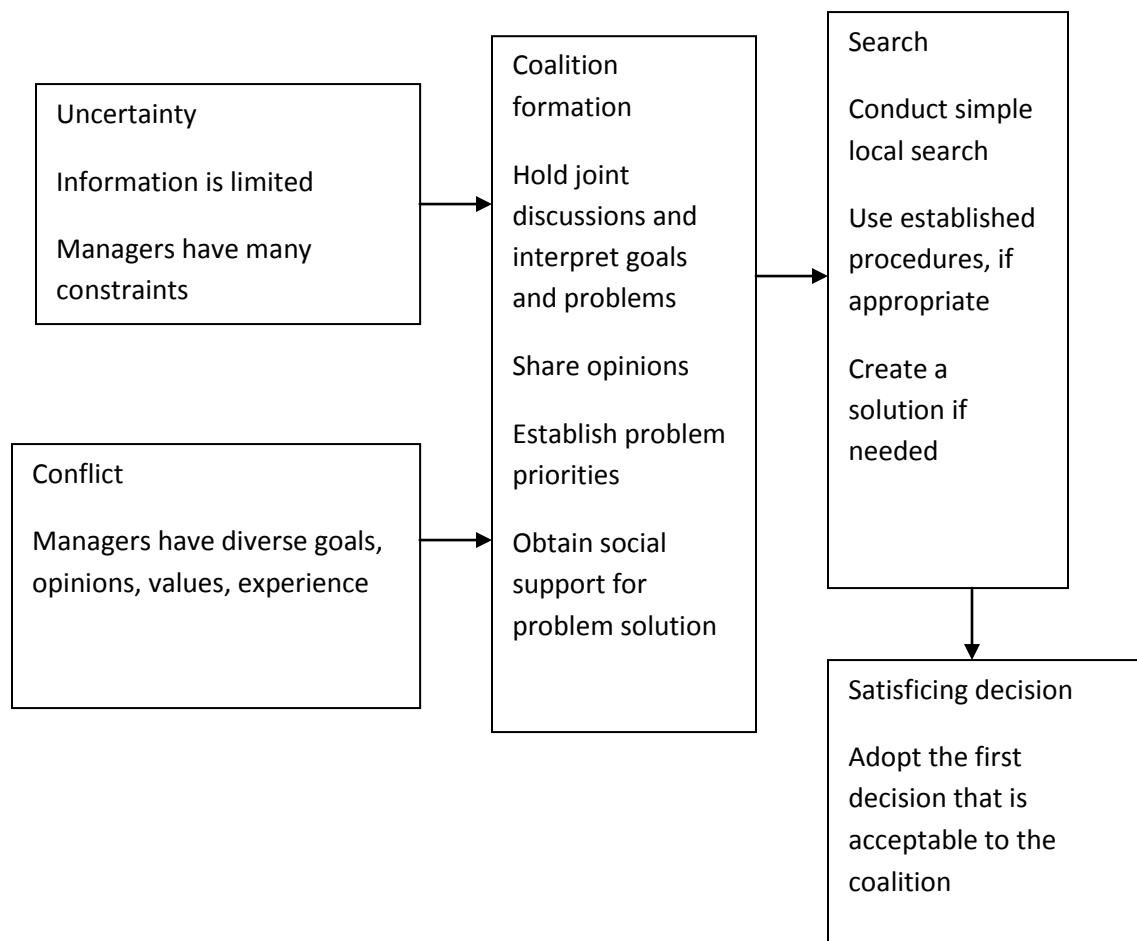 Uncertainty
Information is limited
Managers have many
constraints
Conflict
Managers have diverse goals,
opinions, values, experience
Coalition
formation
Hold joint
discussions and
interpret goals
and problems
Share opinions
Establish problem
priorities
Obtain social
support for
problem solution
Search
Conduct simple
local search
Use established
procedures, if
appropriate
Create a
solution if
needed
Satisficing decision
Adopt the first
decision that is
acceptable to the
coalition